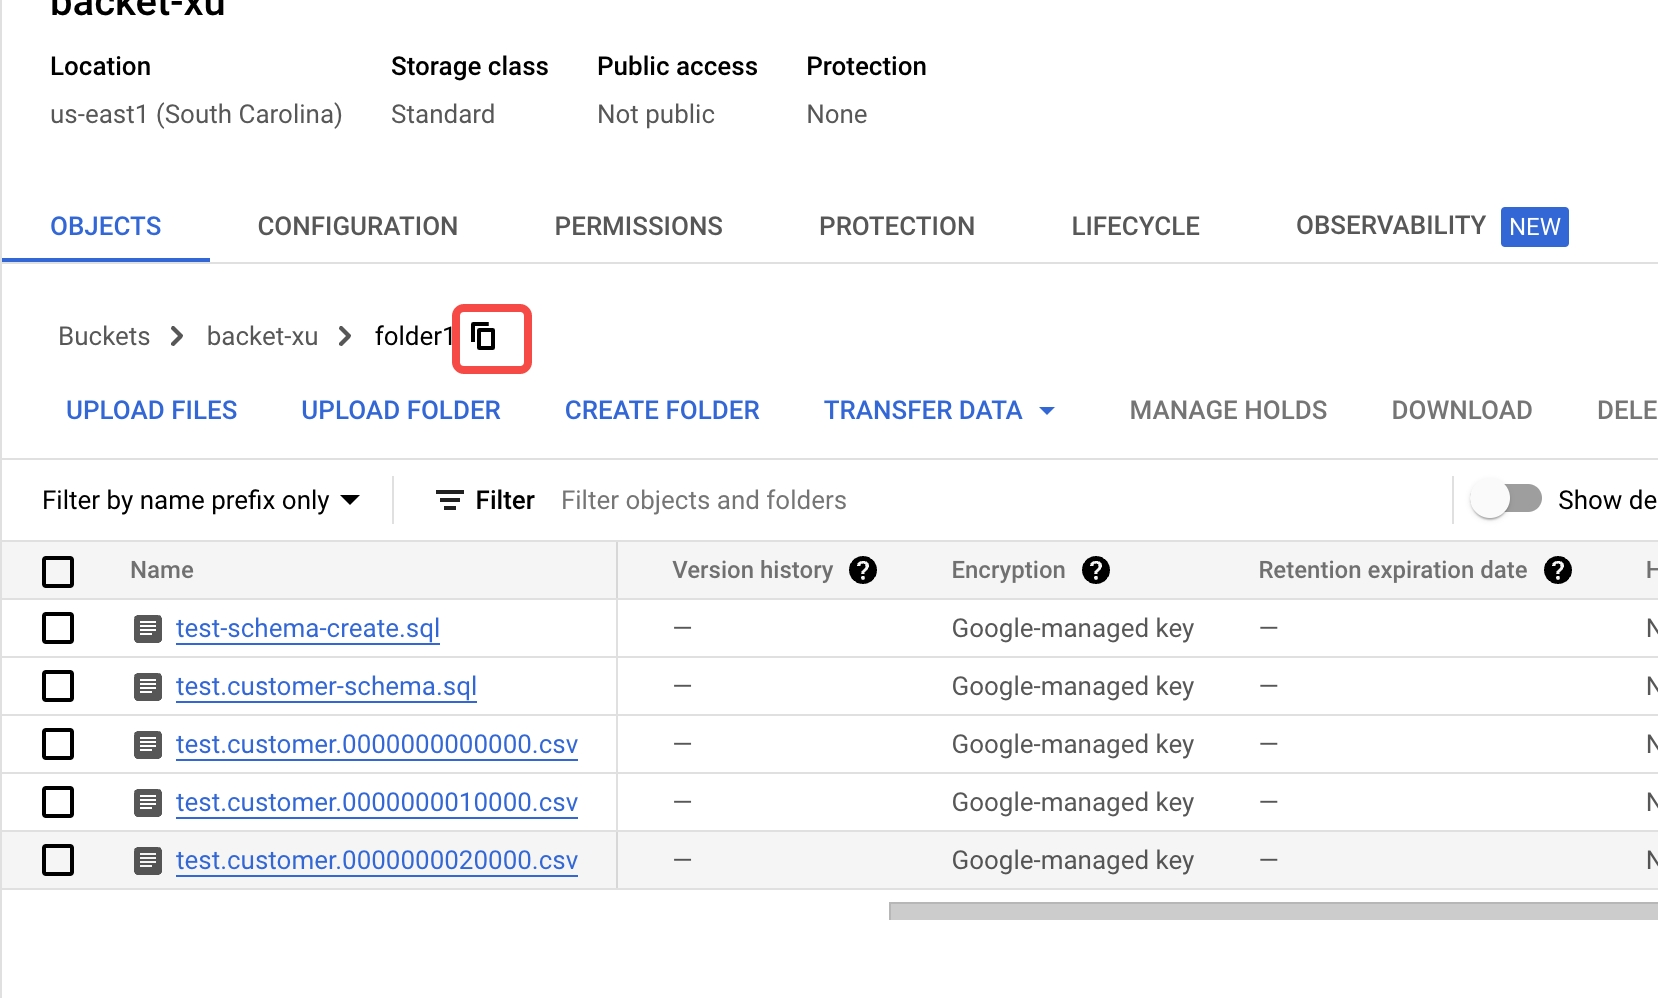 backet-xu
Location Storage class Public access Protection
us-east1 (South Carolina) Standard Not public None
OBJECTS CONFIGURATION PERMISSIONS PROTECTION LIFECYCLE OBSERVABILITY NEW
Buckets backet-xu folder1
UPLOAD FILES UPLOAD FOLDER CREATE FOLDER TRANSFER DATA MANAGE HOLDS DOWNLOAD DELE
Filter by name prefix only Filter Filter objects and folders Show de
Name Version history ? Encryption ? Retention expiration date ? H
test-schema-create.sql — Google-managed key — N
test.customer-schema.sql — Google-managed key — N
test.customer.0000000000000.csv — Google-managed key — N
test.customer.0000000010000.csv — Google-managed key — N
test.customer.0000000020000.csv — Google-managed key — N